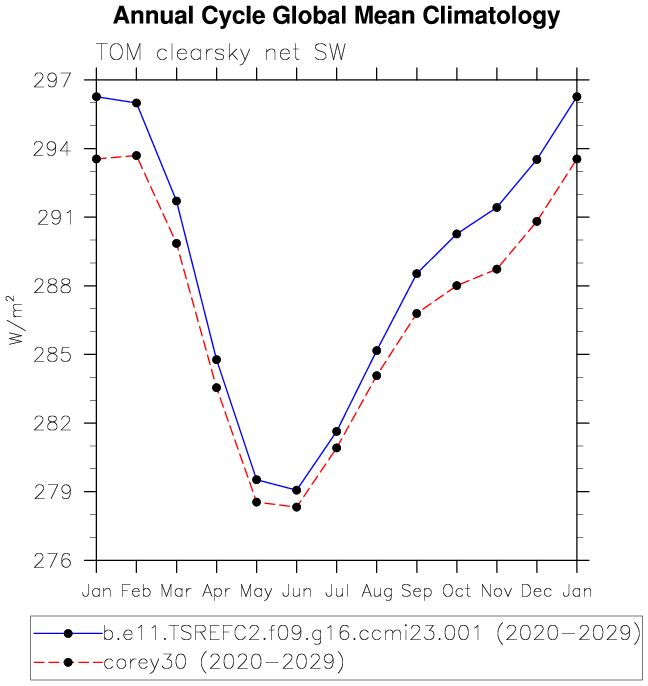 Annual Cycle Global Mean Climatology
TOM clearsky net SW
297
294
291
288
285
282
279
276
W/m²
Jan Feb Mar Apr May Jun Jul Aug Sep Oct Nov Dec Jan
b.e11.TSREFC2.f09.g16.ccmi23.001 (2020-2029)
corey30 (2020-2029)